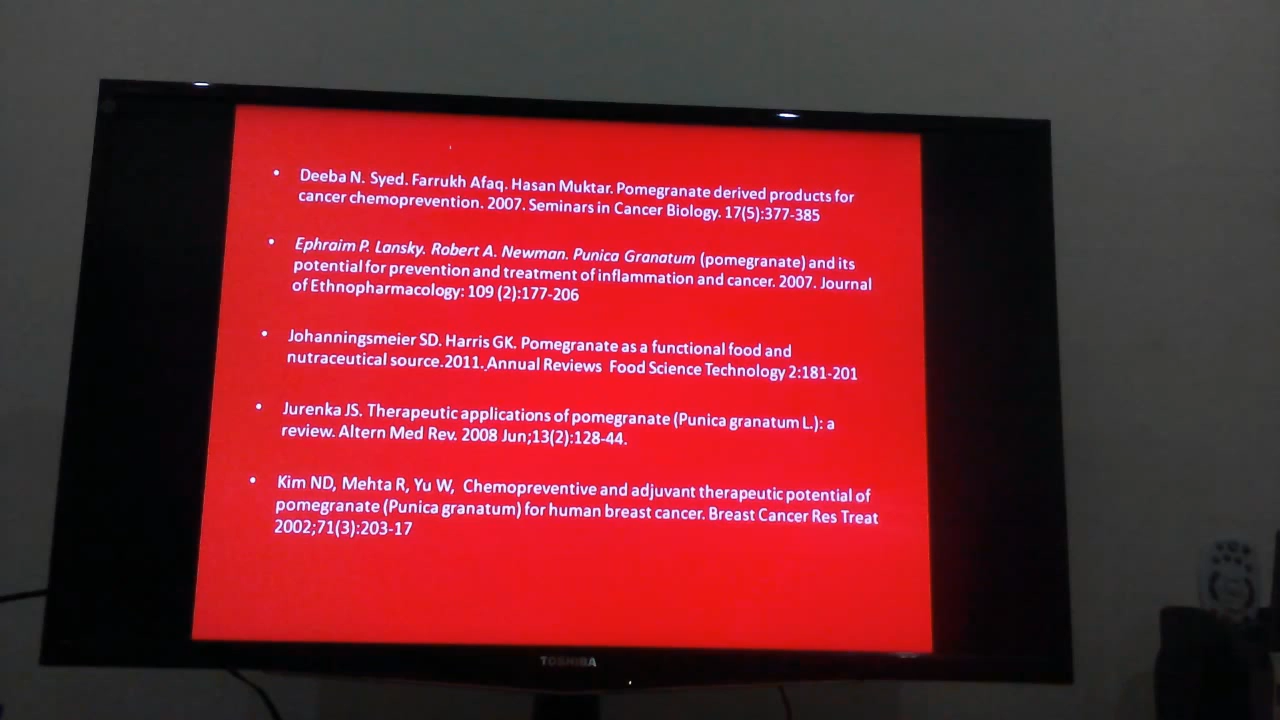 • Deeba N. Syed. Farrukh Afaq. Hasan Muktar. Pomegranate derived products for
cancer chemoprevention. 2007. Seminars in Cancer Biology. 17(5):377-385
• Ephraim P. Lansky. Robert A. Newman. Punica Granatum (pomegranate) and its
potential for prevention and treatment of inflammation and cancer. 2007. Journal
of Ethnopharmacology: 109 (2):177-206
• Johanningsmeier SD. Harris GK. Pomegranate as a functional food and
nutraceutical source.2011. Annual Reviews Food Science Technology 2:181-201
• Jurenka JS. Therapeutic applications of pomegranate (Punica granatum L.): a
review. Altern Med Rev. 2008 Jun;13(2):128-44.
• Kim ND, Mehta R, Yu W, Chemopreventive and adjuvant therapeutic potential of
pomegranate (Punica granatum) for human breast cancer. Breast Cancer Res Treat
2002;71(3):203-17
TOSHIBA